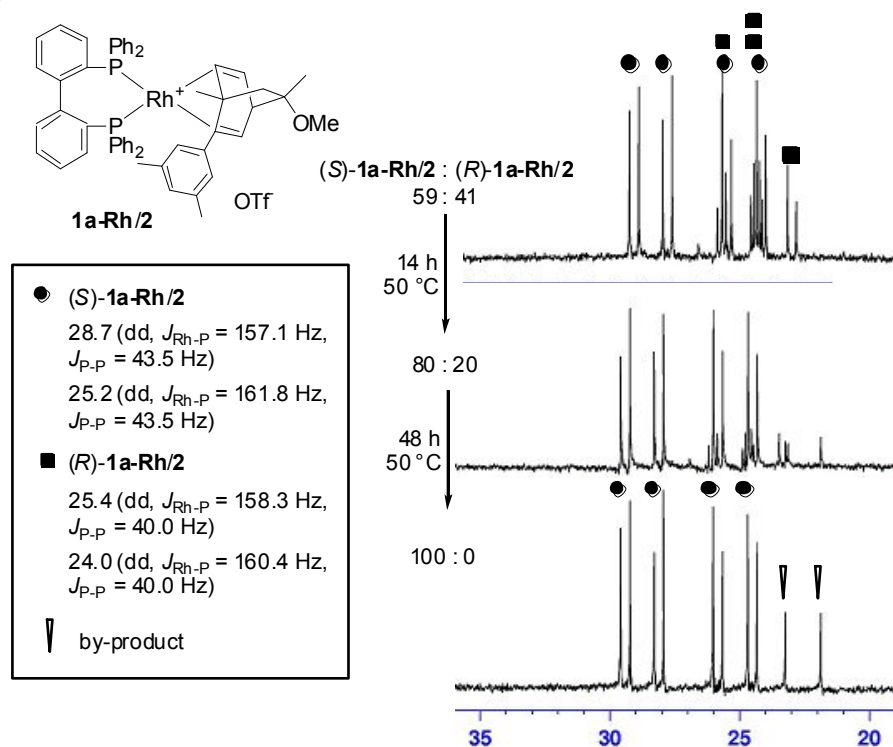 Ph2
P
Rh+
P
Ph2
OMe
OTf
1a-Rh/2
(S)-1a-Rh/2 : (R)-1a-Rh/2
59 : 41
14 h
50 °C
80 : 20
48 h
50 °C
100 : 0
(S)-1a-Rh/2
28.7 (dd, JRh-P = 157.1 Hz,
JP-P = 43.5 Hz)
25.2 (dd, JRh-P = 161.8 Hz,
JP-P = 43.5 Hz)
(R)-1a-Rh/2
25.4 (dd, JRh-P = 158.3 Hz,
JP-P = 40.0 Hz)
24.0 (dd, JRh-P = 160.4 Hz,
JP-P = 40.0 Hz)
by-product
35 30 25 20